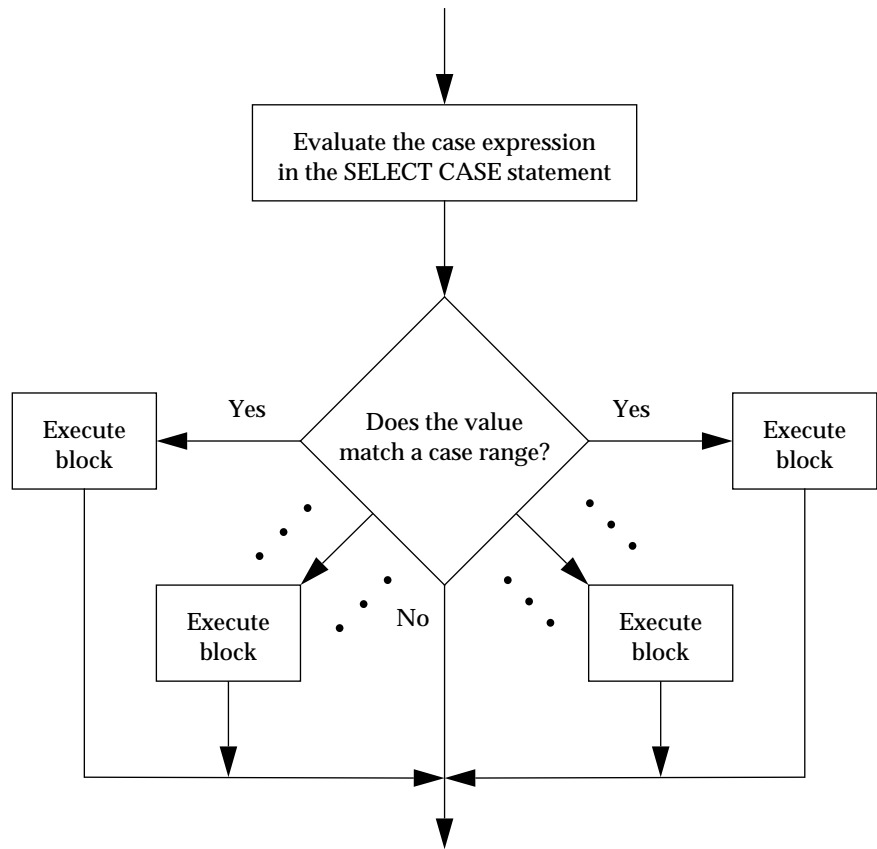 Evaluate the case expression
in the SELECT CASE statement
Does the value
match a case range?
Yes
Yes
Execute
block
Execute
block
Execute
block
No
Execute
block